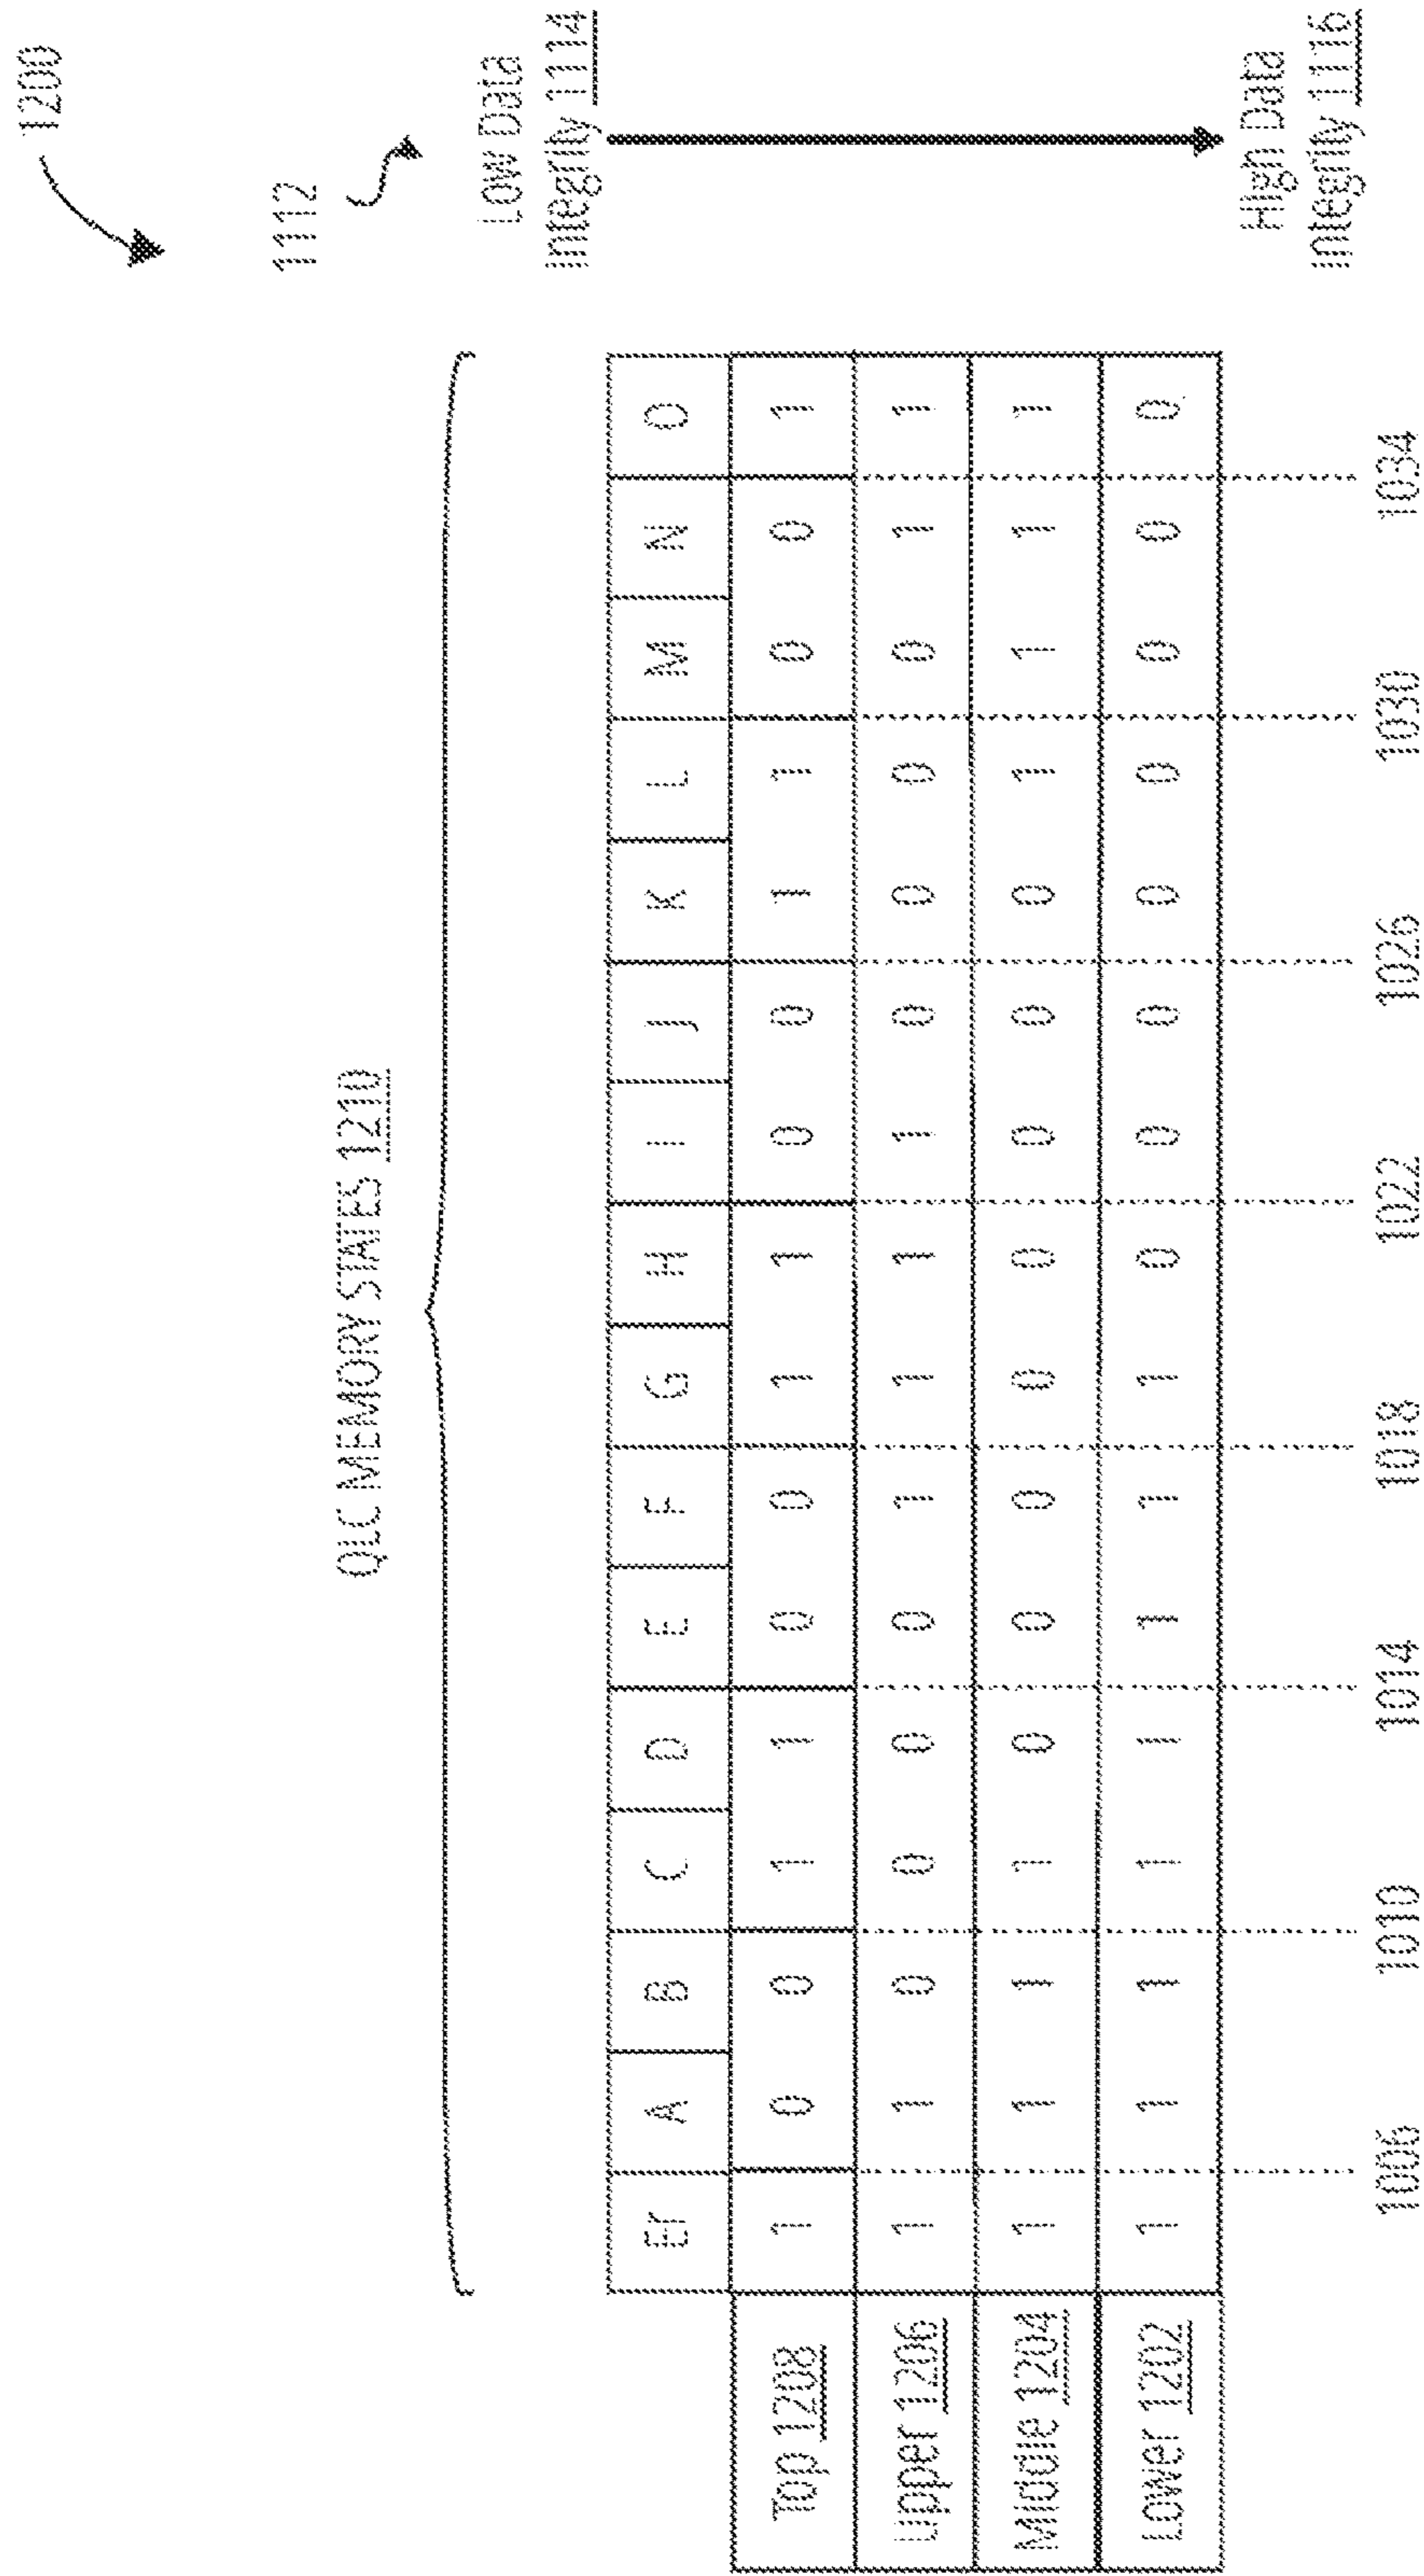 1200
QLC MEMORY STATES 1210
1112
Low Data
Integrity 1114
Er A B C D E F G H I J K L M N O
Top 1208 1 0 0 1 1 0 0 1 1 0 0 1 1 0 0 1
Upper 1206 1 1 0 0 0 0 1 1 1 1 0 0 0 0 1 1
Middle 1204 1 1 1 1 0 0 0 0 0 0 0 0 1 1 1 1
Lower 1202 1 1 1 1 1 1 1 1 0 0 0 0 0 0 0 0
High Data
Integrity 1116
1006 1010 1014 1018 1022 1026 1030 1034